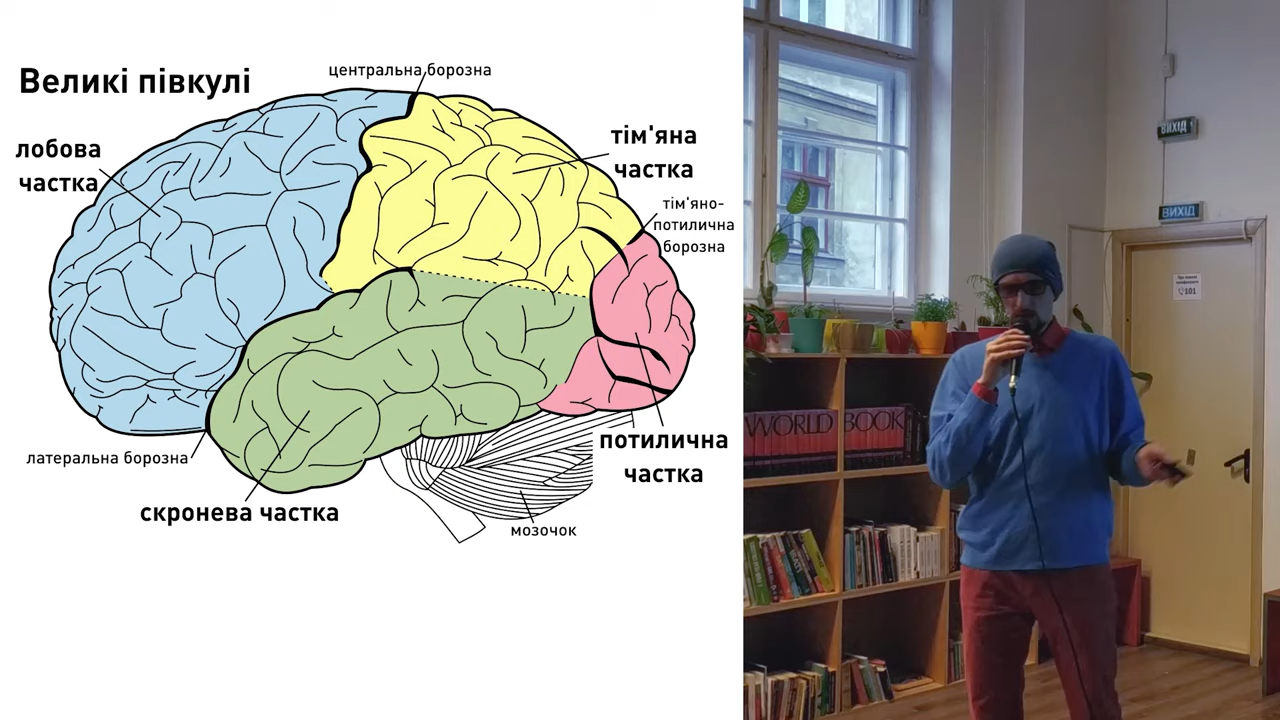 Великі півкулі
центральна борозна
лобова
частка
тім'яна
частка
тім'яно-
потилична
борозна
латеральна борозна
скронева частка
потилична
частка
мозочок
ВИХІД
ВИХІД
101
WORLD BOOK